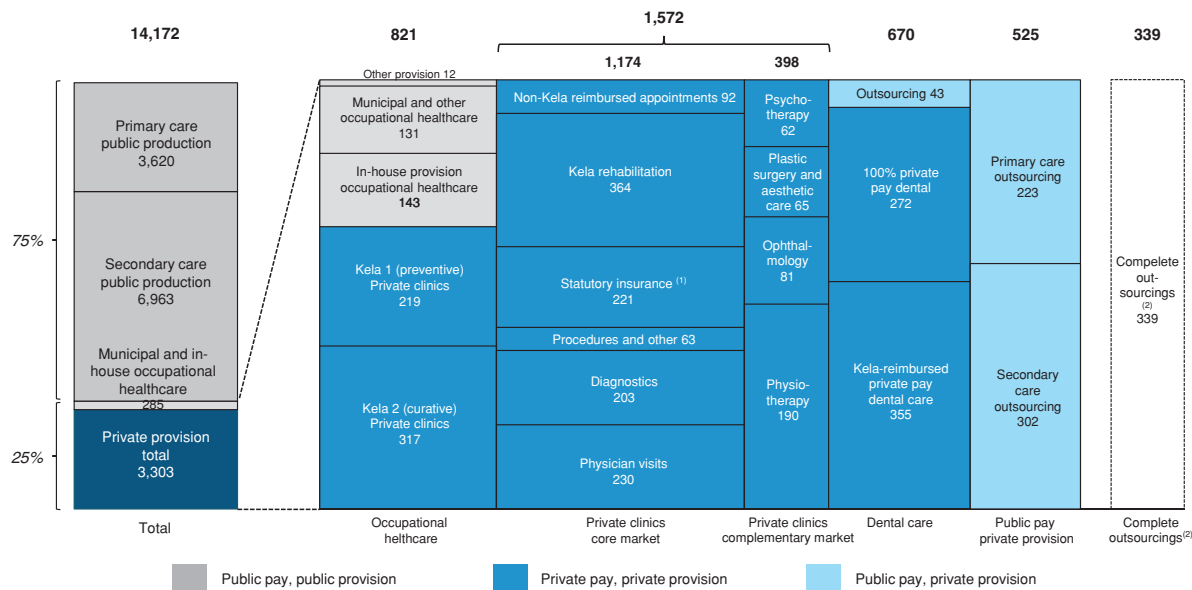 14,172
821
1,572
670
525
339
1,174
398
75%
25%
Primary care
public production
3,620
Secondary care
public production
6,963
Municipal and in-
house occupational
healthcare
285
Private provision
total
3,303
Total
Other provision 12
Municipal and other
occupational healthcare
131
In-house provision
occupational healthcare
143
Kela 1 (preventive)
Private clinics
219
Kela 2 (curative)
Private clinics
317
Occupational
heltcare
Non-Kela reimbursed appointments 92
Kela rehabilitation
364
Statutory insurance (1)
221
Procedures and other 63
Diagnostics
203
Physician visits
230
Private clinics
core market
Psycho-
therapy
62
Plastic
surgery and
aesthetic
care 65
Ophthal-
mology
81
Physio-
therapy
190
Private clinics
complementary market
Outsourcing 43
100% private
pay dental
272
Kela-reimbursed
private pay
dental care
355
Dental care
Primary care
outsourcing
223
Secondary
care
outsourcing
302
Public pay
private provision
Compelete
out-
sourcings
(2)
339
Complete
outsourcings(2)
Public pay, public provision
Private pay, private provision
Public pay, private provision